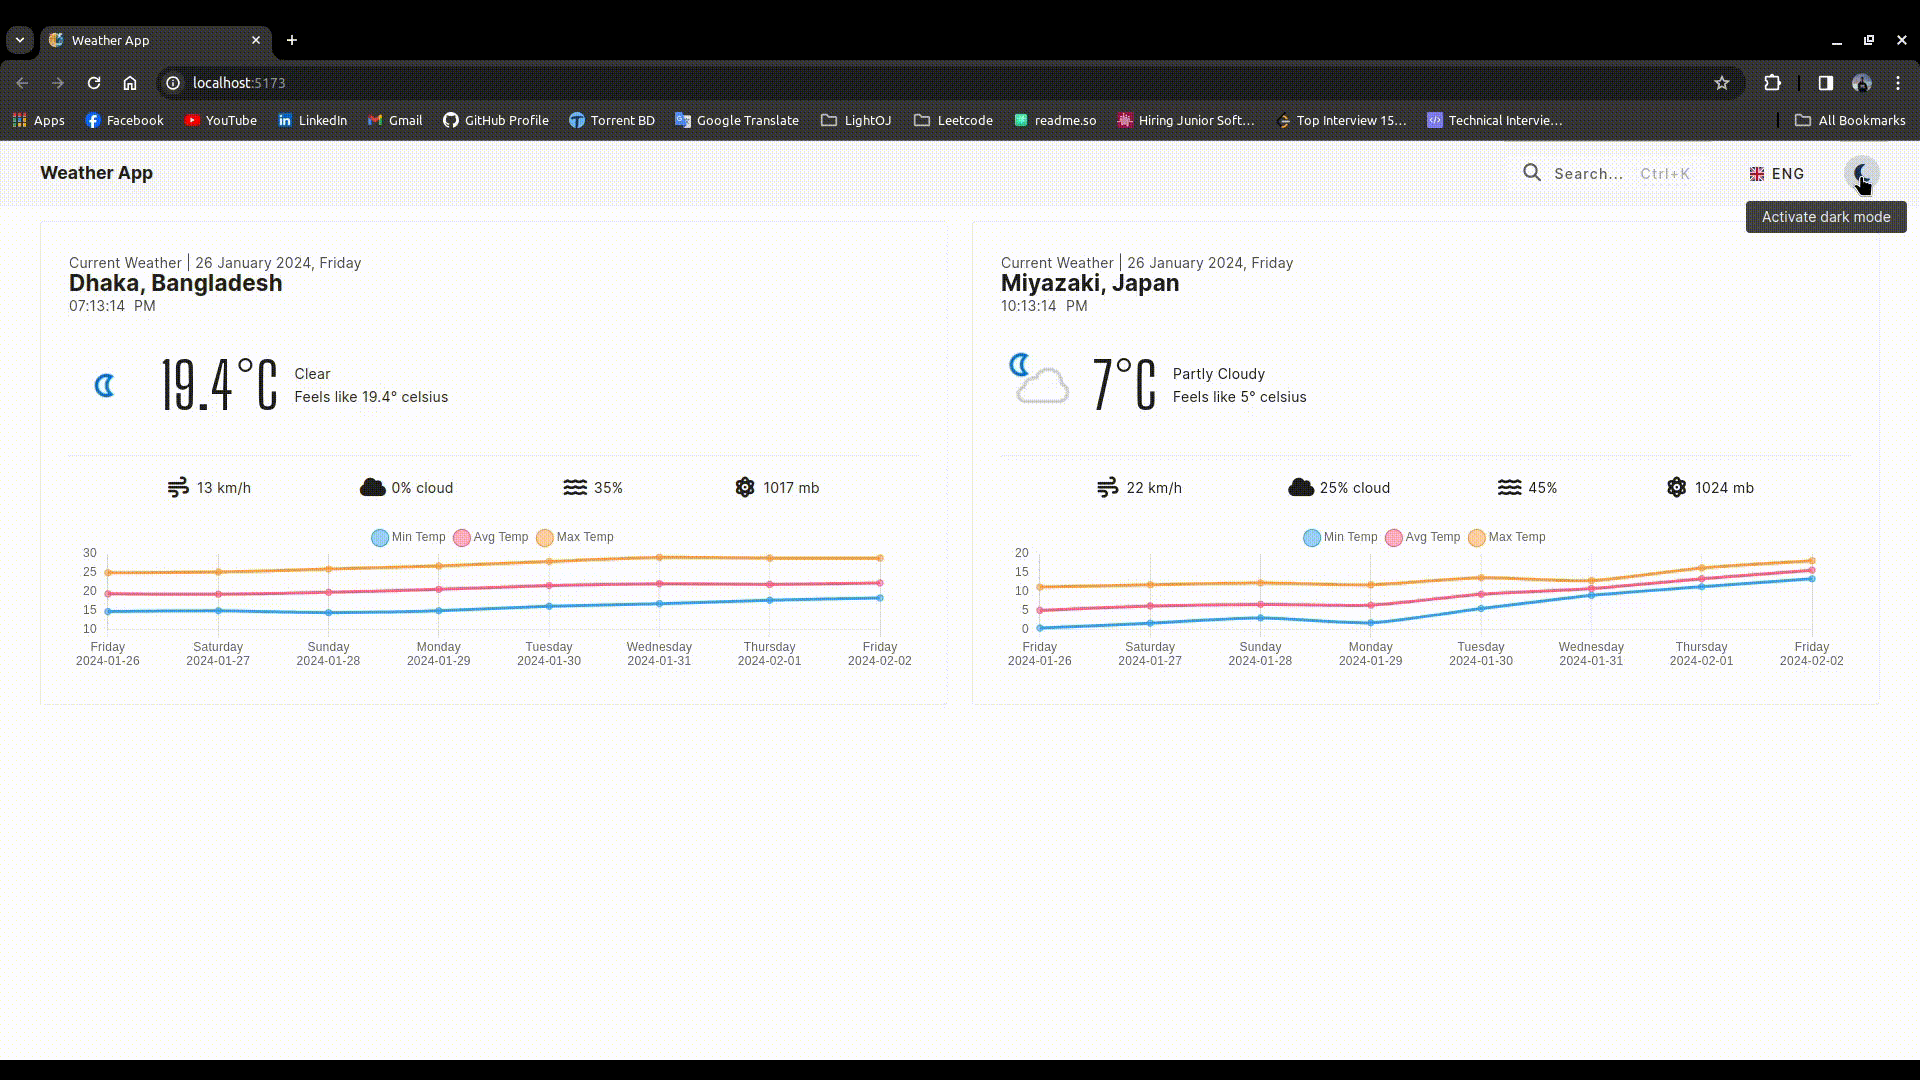 Weather App
localhost:5173
Apps Facebook YouTube LinkedIn Gmail GitHub Profile Torrent BD Google Translate LightOJ Leetcode readme.so Hiring Junior Soft... Top Interview 15... Technical Intervie... All Bookmarks
Weather App
Search... Ctrl+K ENG
Activate dark mode
Current Weather | 26 January 2024, Friday
Dhaka, Bangladesh
07:13:14 PM
19.4°C
Clear
Feels like 19.4° celsius
13 km/h 0% cloud 35% 1017 mb
Min Temp Avg Temp Max Temp
30
25
20
15
10
Friday Saturday Sunday Monday Tuesday Wednesday Thursday Friday
2024-01-26 2024-01-27 2024-01-28 2024-01-29 2024-01-30 2024-01-31 2024-02-01 2024-02-02
Current Weather | 26 January 2024, Friday
Miyazaki, Japan
10:13:14 PM
7°C
Partly Cloudy
Feels like 5° celsius
22 km/h 25% cloud 45% 1024 mb
Min Temp Avg Temp Max Temp
20
15
10
5
0
Friday Saturday Sunday Monday Tuesday Wednesday Thursday Friday
2024-01-26 2024-01-27 2024-01-28 2024-01-29 2024-01-30 2024-01-31 2024-02-01 2024-02-02